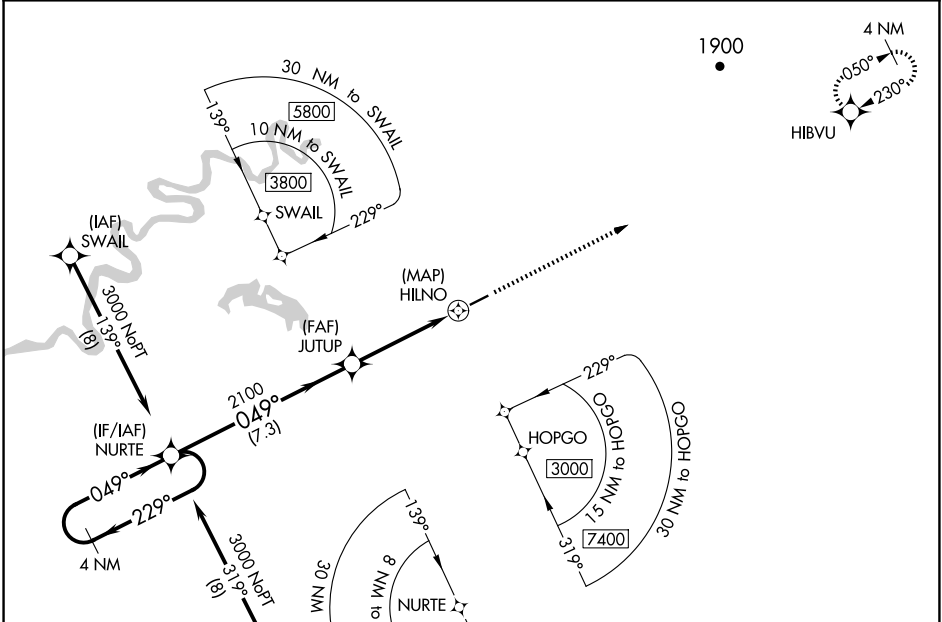 1900
4 NM
050°
230°
HIBVU
30 NM to SWAIL
5800
139°
10 NM to SWAIL
3800
SWAIL
229°
(IAF)
SWAIL
3000 NoPT
139°
(8)
(MAP)
HILNO
(FAF)
JUTUP
2100
049°
(7.3)
(IF/IAF)
NURTE
049°
229°
4 NM
3000 NoPT
319°
(8)
229°
HOPGO
3000
15 NM to HOPGO
30 NM to HOPGO
319°
7400
139°
30 NM
8 NM to
NURTE